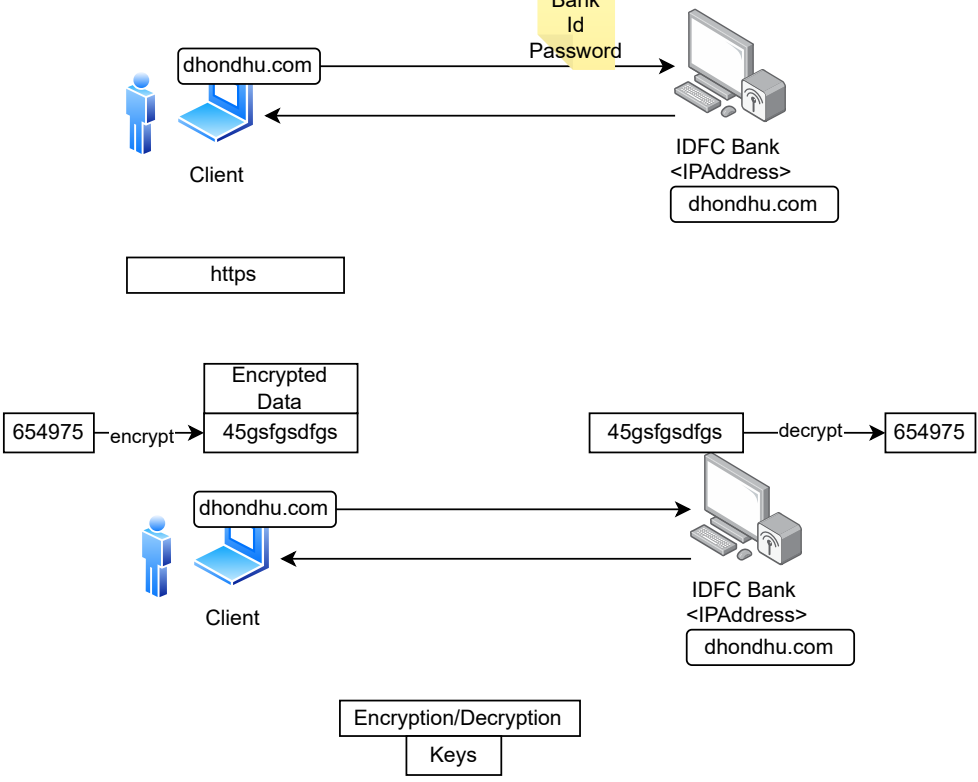 Bank
Id
Password
dhondhu.com
Client
IDFC Bank
<IPAddress>
dhondhu.com
https
Encrypted
Data
654975
encrypt
45gsfgsdfgs
45gsfgsdfgs
decrypt
654975
dhondhu.com
Client
IDFC Bank
<IPAddress>
dhondhu.com
Encryption/Decryption
Keys